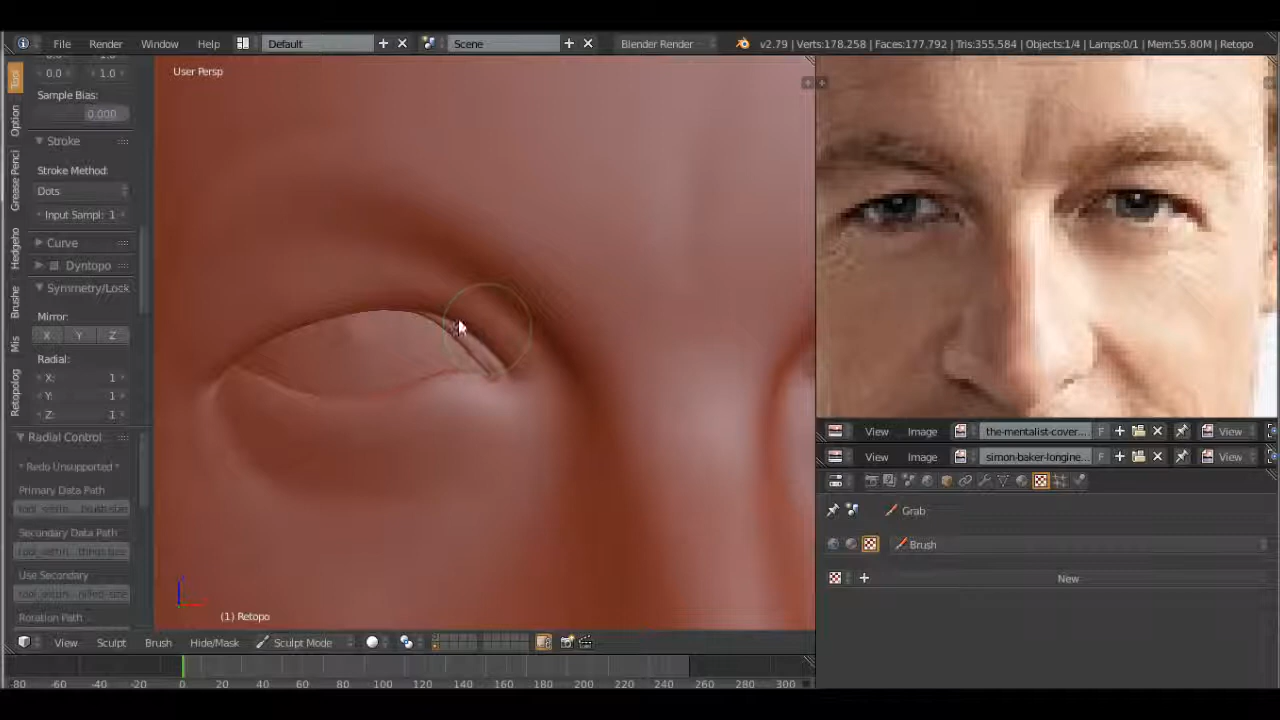 File Render Window Help Default Scene Blender Render v2.79 | Verts:178.258 | Faces:177.792 | Tris:355.584 | Objects:1/4 | Lamps:0/1 | Mem:55.80M | Retopo
User Persp
0.0 1.0
Sample Bias:
0.000
Stroke
Stroke Method:
Dots
Input Sampl: 1
Curve
Dyntopo
Symmetry/Lock
Mirror:
X Y Z
Radial:
X: 1
Y: 1
Z: 1
Radial Control
* Redo Unsupported *
Primary Data Path
Secondary Data Path
Use Secondary
Rotation Path
Tool
Option
Grease Penci
Hedgeho
Brushe
Mis
Retopolog
(1) Retopo
View Sculpt Brush Hide/Mask Sculpt Mode
-80 -60 -40 -20 0 20 40 60 80 100 120 140 160 180 200 220 240 260 280 300
View Image the-mentalist-cover... F View
View Image simon-baker-longine... F View
Grab
Brush
New